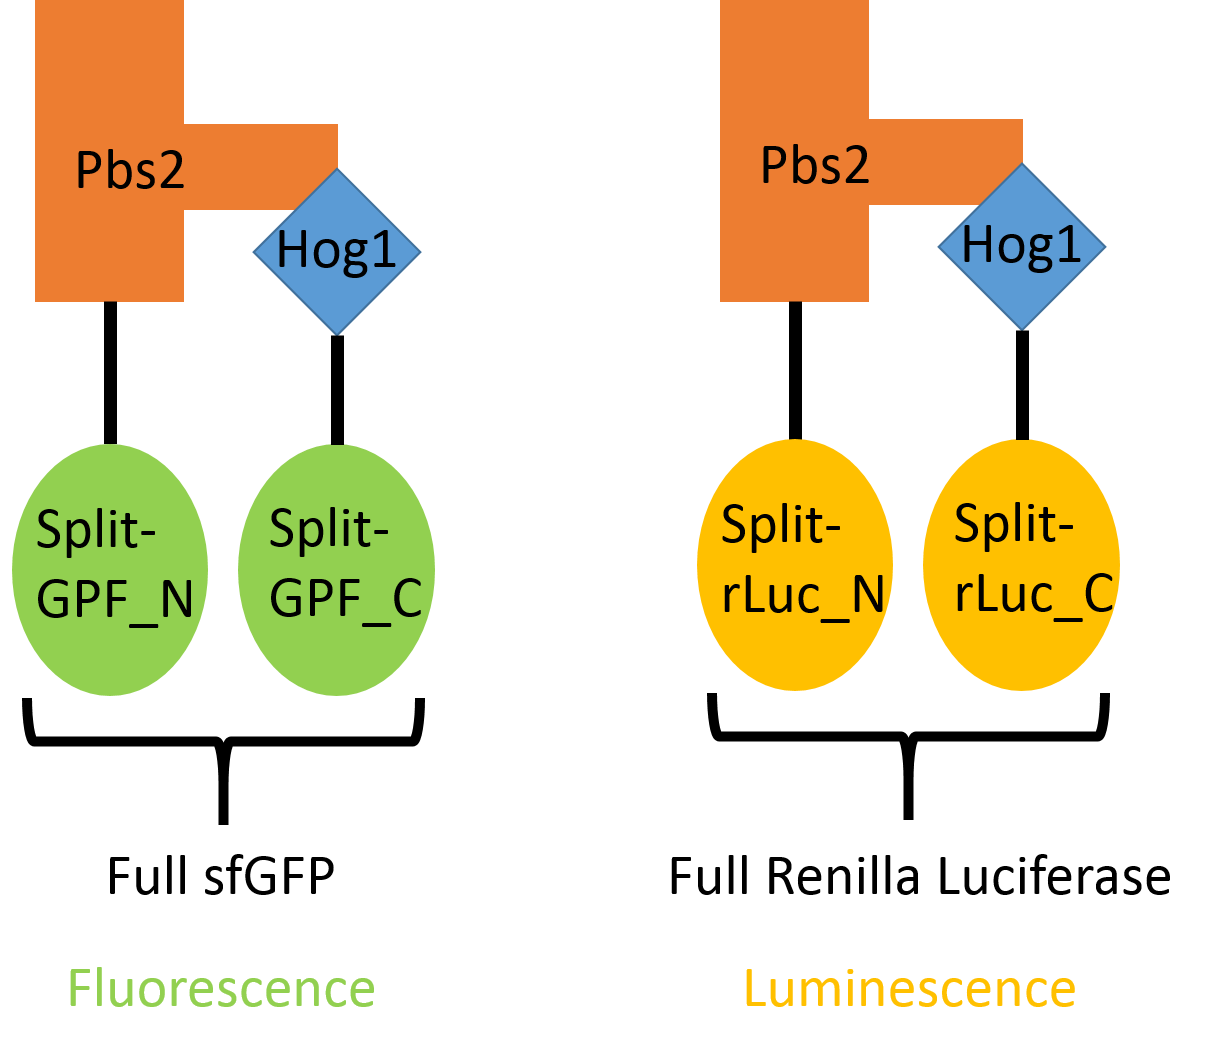 Pbs2
Hog1
Split-
GPF_N
Split-
GPF_C
Full sfGFP
Fluorescence
Pbs2
Hog1
Split-
rLuc_N
Split-
rLuc_C
Full Renilla Luciferase
Luminescence